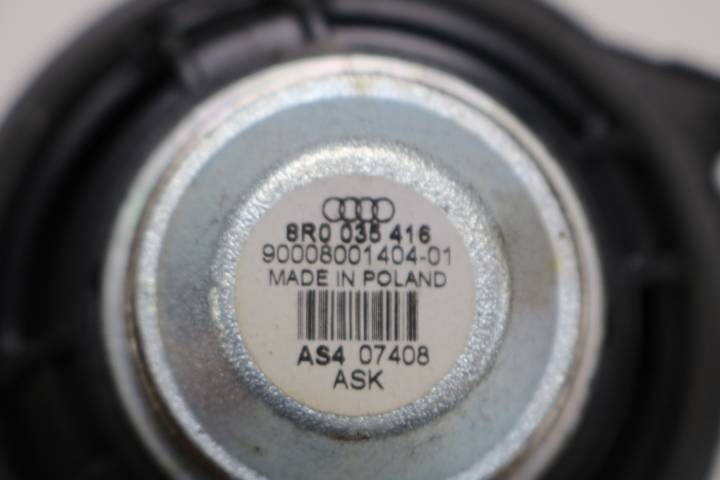 8R0 035 416
90008001404-01
MADE IN POLAND
AS4 07408
ASK